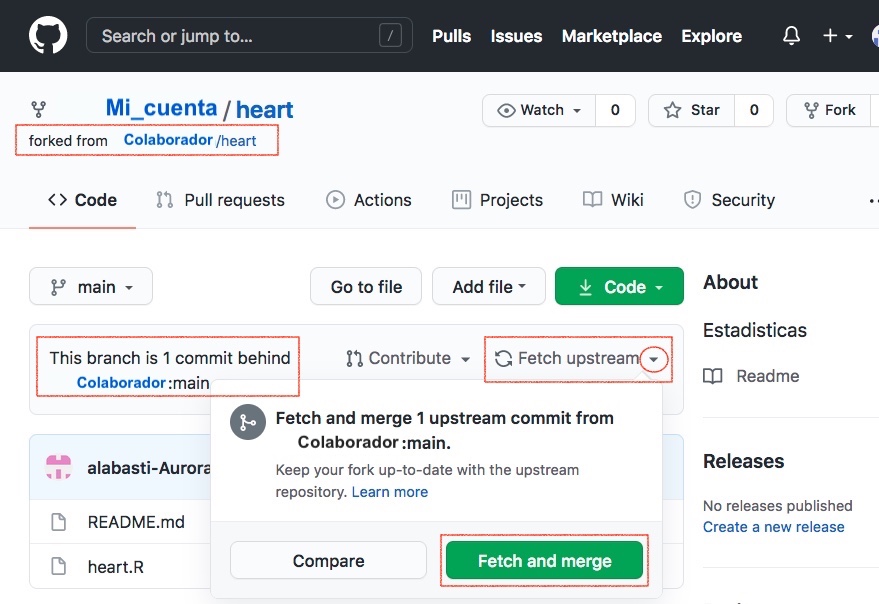 Search or jump to... / Pulls Issues Marketplace Explore
Mi_cuenta / heart
Watch 0 Star 0 Fork
forked from Colaborador /heart
Code Pull requests Actions Projects Wiki Security
main Go to file Add file Code
About
Estadisticas
Readme
This branch is 1 commit behind
Colaborador :main
Contribute Fetch upstream
Fetch and merge 1 upstream commit from
Colaborador :main.
Keep your fork up-to-date with the upstream
repository. Learn more
Compare Fetch and merge
alabasti-Aurora
README.md
heart.R
Releases
No releases published
Create a new release